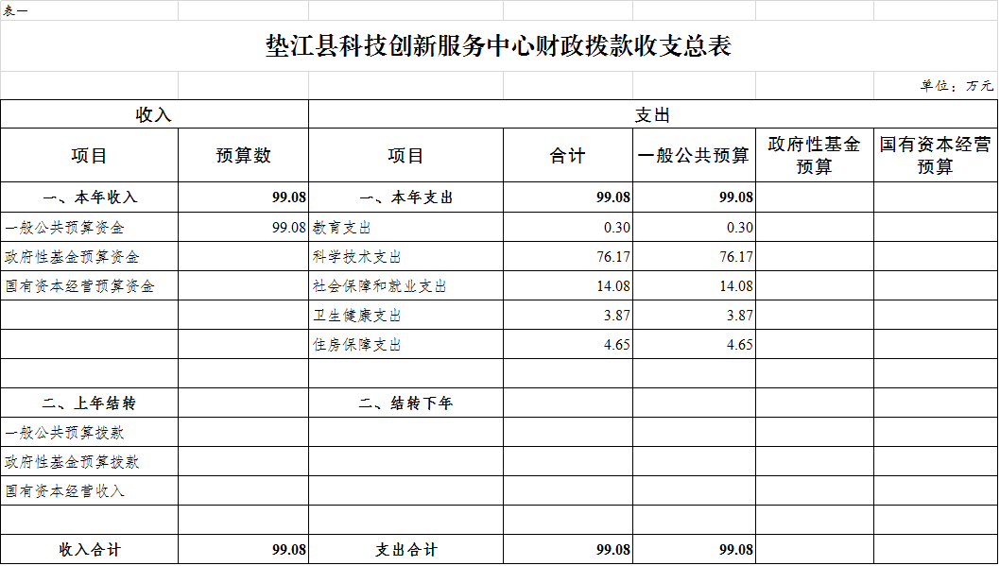 表一
垫江县科技创新服务中心财政拨款收支总表
单位：万元
收入 支出
项目 预算数 项目 合计 一般公共预算 政府性基金预算 国有资本经营预算
一、本年收入 99.08 一、本年支出 99.08 99.08
一般公共预算资金 99.08 教育支出 0.30 0.30
政府性基金预算资金 科学技术支出 76.17 76.17
国有资本经营预算资金 社会保障和就业支出 14.08 14.08
卫生健康支出 3.87 3.87
住房保障支出 4.65 4.65
二、上年结转 二、结转下年
一般公共预算拨款
政府性基金预算拨款
国有资本经营收入
收入合计 99.08 支出合计 99.08 99.08